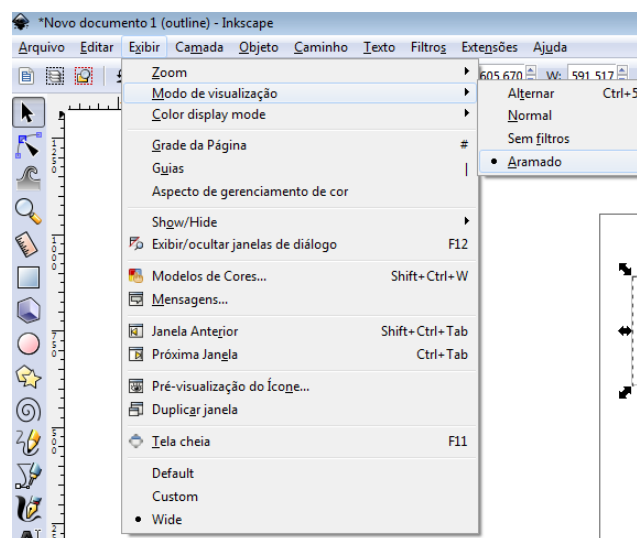 *Novo documento 1 (outline) - Inkscape
Arquivo Editar Exibir Camada Objeto Caminho Texto Filtros Extensões Ajuda
605,670 W: 591,517
Zoom
Modo de visualização
Alternar Ctrl+5
Color display mode
Normal
Sem filtros
Grade da Página #
Aramado
Guias |
Aspecto de gerenciamento de cor
Show/Hide
Exibir/ocultar janelas de diálogo F12
Modelos de Cores... Shift+Ctrl+W
Mensagens...
Janela Anterior Shift+Ctrl+Tab
Próxima Janela Ctrl+Tab
Pré-visualização do Ícone...
Duplicar janela
Tela cheia F11
Default
Custom
Wide